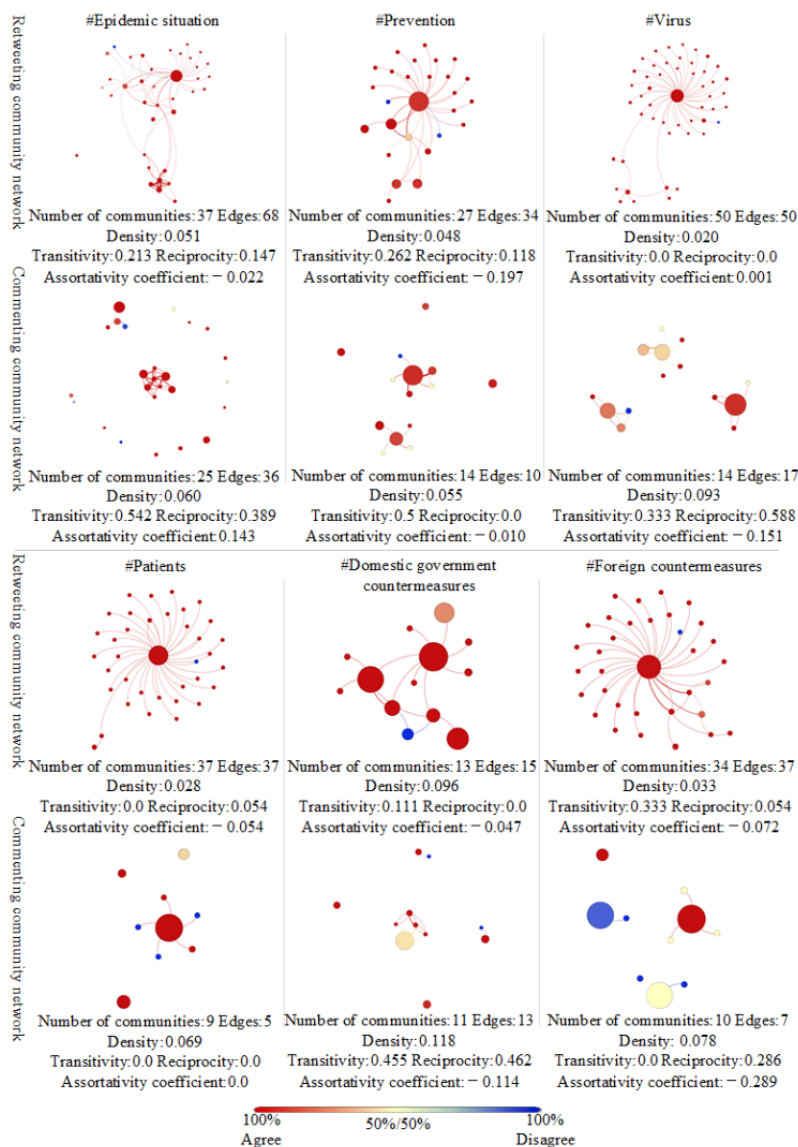 #Epidemic situation
#Prevention
#Virus
Retweeting community network
Number of communities:37 Edges:68
Density:0.051
Transitivity:0.213 Reciprocity:0.147
Assortativity coefficient:−0.022
Number of communities:27 Edges:34
Density:0.048
Transitivity:0.262 Reciprocity:0.118
Assortativity coefficient:−0.197
Number of communities:50 Edges:50
Density:0.020
Transitivity:0.0 Reciprocity:0.0
Assortativity coefficient:0.001
Commenting community network
Number of communities:25 Edges:36
Density:0.060
Transitivity:0.542 Reciprocity:0.389
Assortativity coefficient:0.143
Number of communities:14 Edges:10
Density:0.055
Transitivity:0.5 Reciprocity:0.0
Assortativity coefficient:−0.010
Number of communities:14 Edges:17
Density:0.093
Transitivity:0.333 Reciprocity:0.588
Assortativity coefficient:−0.151
#Patients
#Domestic government
countermeasures
#Foreign countermeasures
Retweeting community network
Number of communities:37 Edges:37
Density:0.028
Transitivity:0.0 Reciprocity:0.054
Assortativity coefficient:−0.054
Number of communities:13 Edges:15
Density:0.096
Transitivity:0.111 Reciprocity:0.0
Assortativity coefficient:−0.047
Number of communities:34 Edges:37
Density:0.033
Transitivity:0.333 Reciprocity:0.054
Assortativity coefficient:−0.072
Commenting community network
Number of communities:9 Edges:5
Density:0.069
Transitivity:0.0 Reciprocity:0.0
Assortativity coefficient:0.0
Number of communities:11 Edges:13
Density:0.118
Transitivity:0.455 Reciprocity:0.462
Assortativity coefficient:−0.114
Number of communities:10 Edges:7
Density: 0.078
Transitivity:0.0 Reciprocity:0.286
Assortativity coefficient:−0.289
100% 50%/50% 100%
Agree Disagree